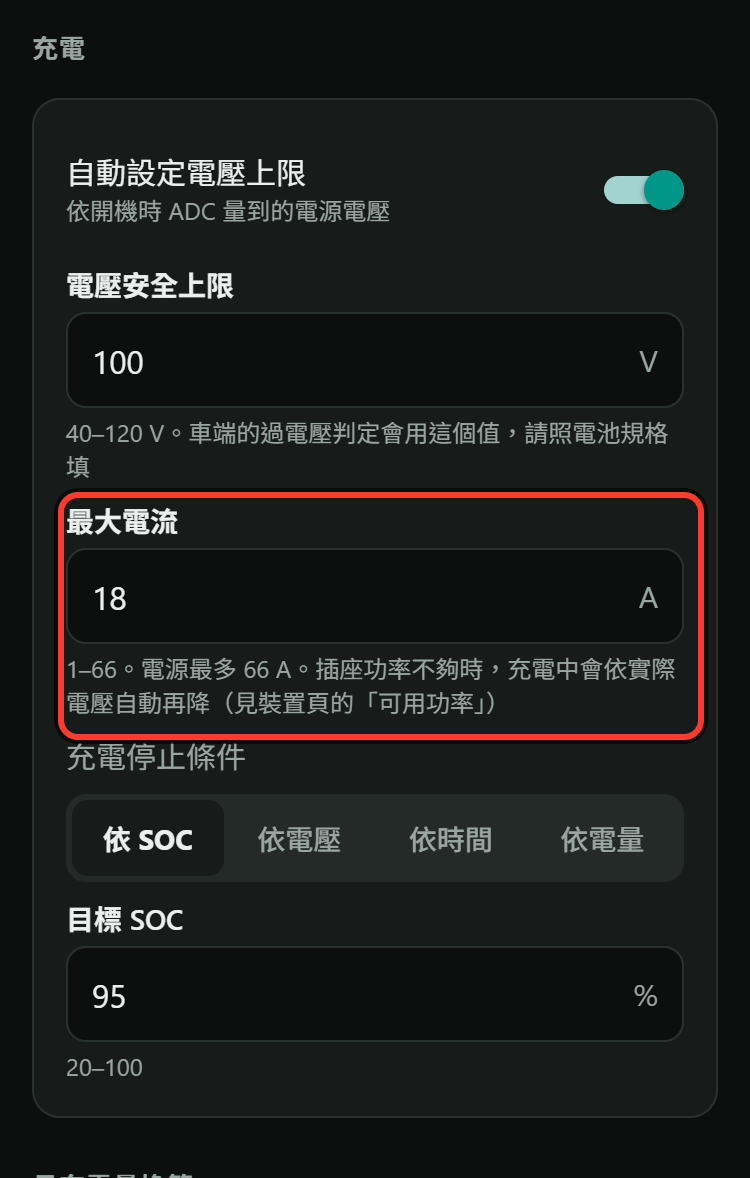 充電
自動設定電壓上限
依開機時 ADC 量到的電源電壓
電壓安全上限
100 V
40–120 V。車端的過電壓判定會用這個值，請照電池規格
填
最大電流
18 A
1–66。電源最多 66 A。插座功率不夠時，充電中會依實際
電壓自動再降（見裝置頁的「可用功率」）
充電停止條件
依 SOC 依電壓 依時間 依電量
目標 SOC
95 %
20–100